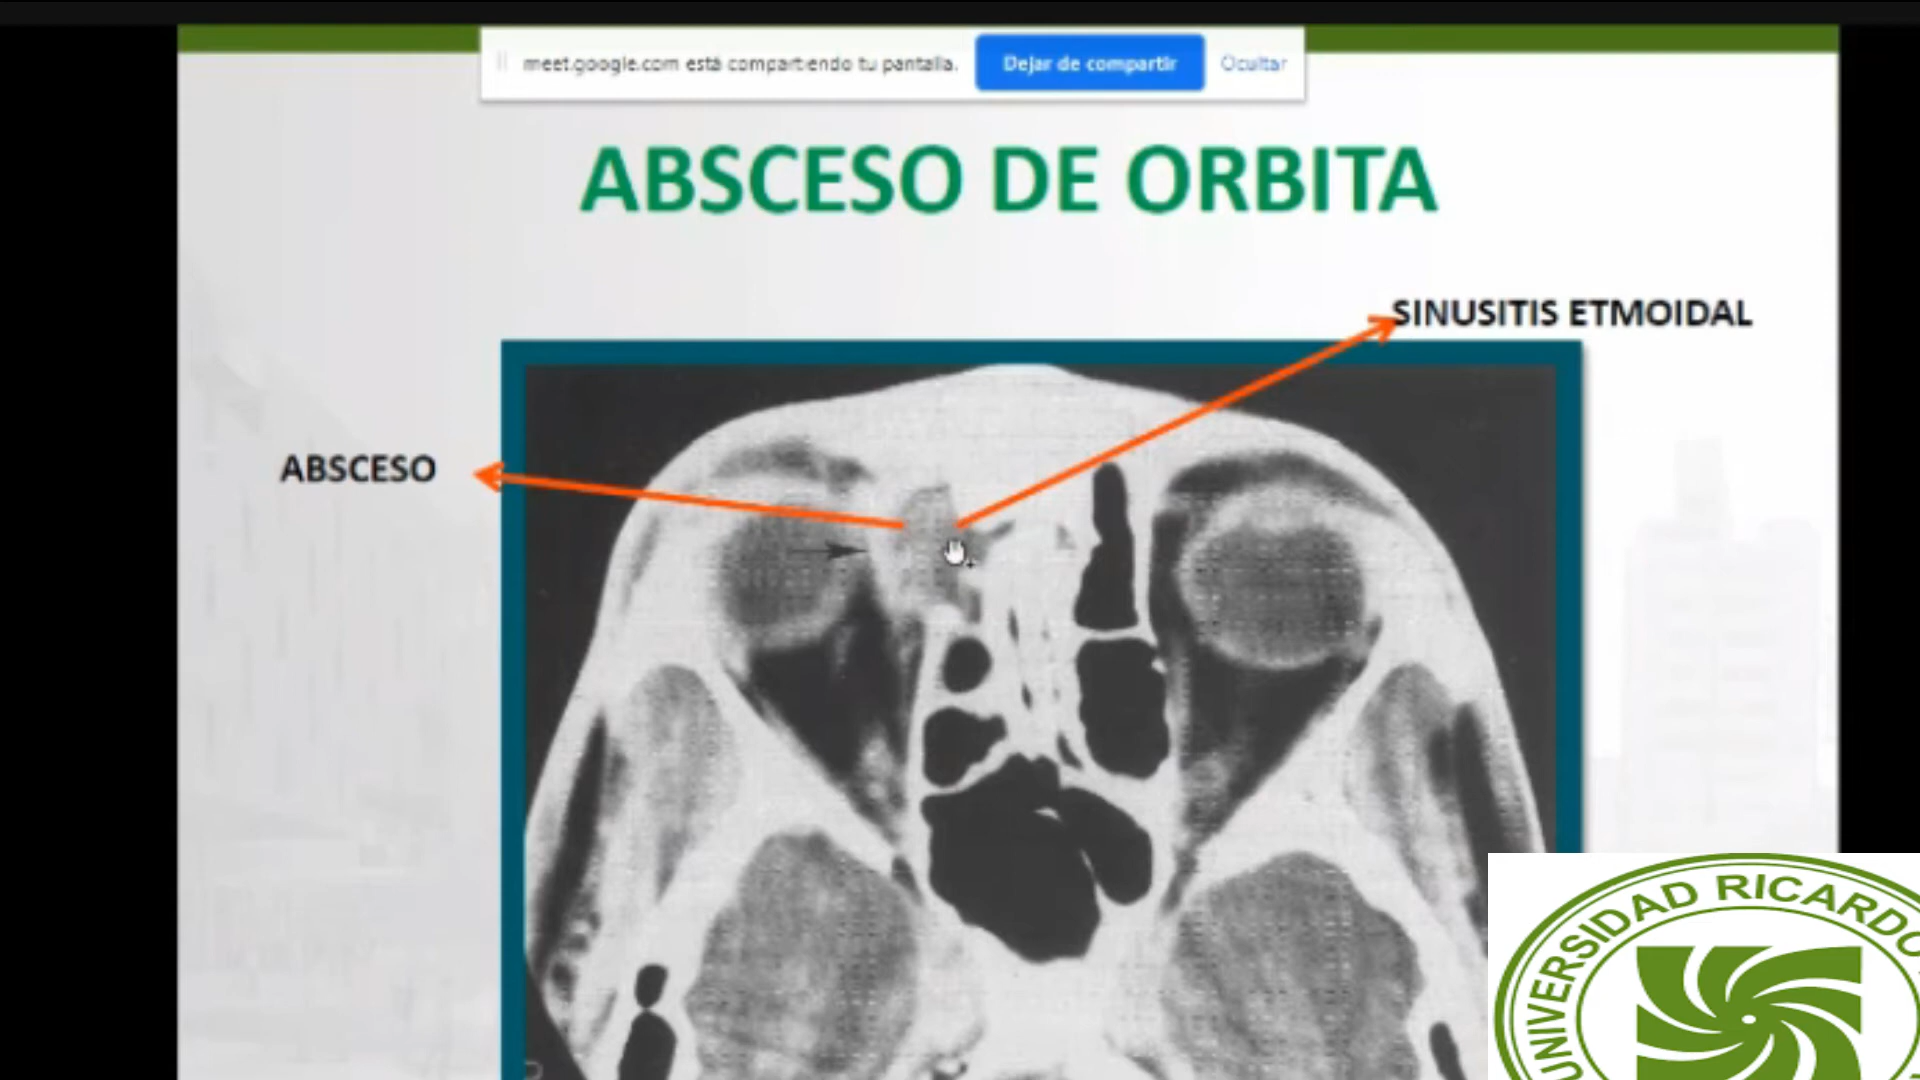 meet.google.com está compartiendo tu pantalla.
Dejar de compartir
Ocultar
ABSCESO DE ORBITA
SINUSITIS ETMOIDAL
ABSCESO
UNIVERSIDAD RICARDO